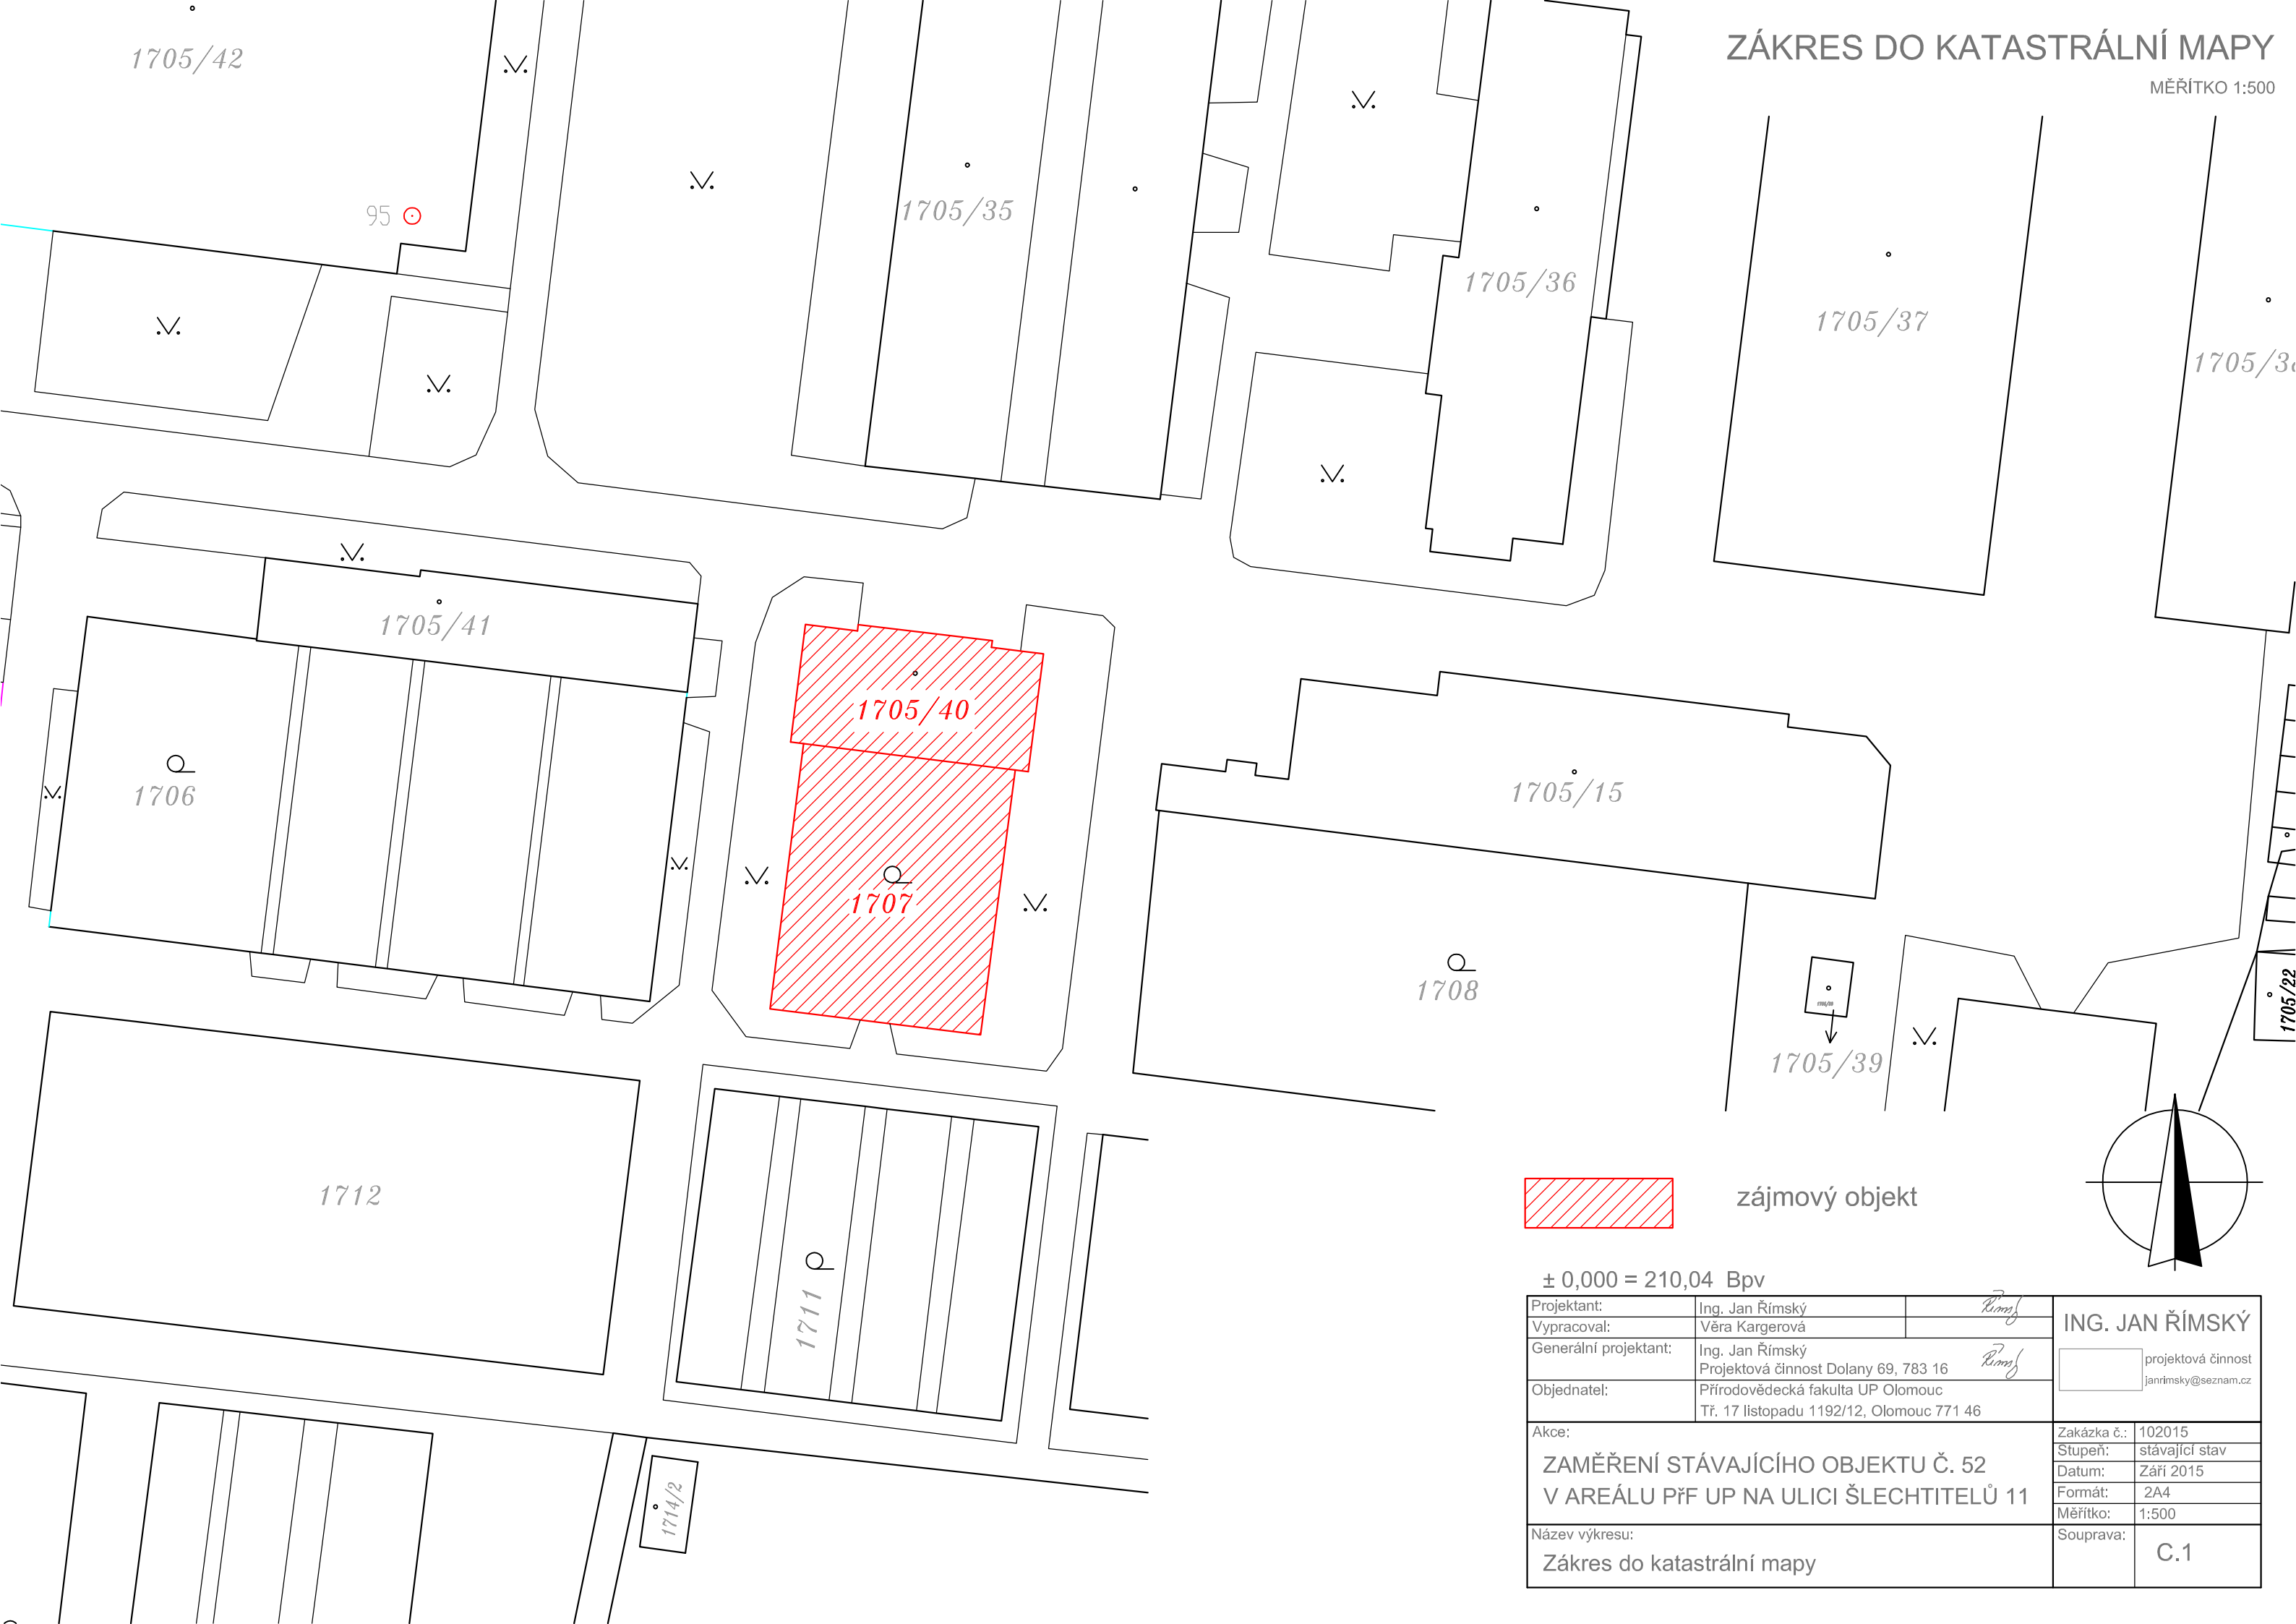 ZÁKRES DO KATASTRÁLNÍ MAPY
MĚŘÍTKO 1:500
1705/42
95
1705/35
1705/36
1705/37
1705/41
1705/40
1706
1707
1705/15
1708
1705/39
1705/22
1712
1711
1714/2
zájmový objekt
± 0,000 = 210,04 Bpv
Projektant: Ing. Jan Římský
Vypracoval: Věra Kargerová
Generální projektant: Ing. Jan Římský
Projektová činnost Dolany 69, 783 16
Objednatel: Přírodovědecká fakulta UP Olomouc
Tř. 17 listopadu 1192/12, Olomouc 771 46
ING. JAN ŘÍMSKÝ
projektová činnost
janrimsky@seznam.cz
Akce:
ZAMĚŘENÍ STÁVAJÍCÍHO OBJEKTU Č. 52
V AREÁLU PřF UP NA ULICI ŠLECHTITELŮ 11
Zakázka č.: 102015
Stupeň: stávající stav
Datum: Září 2015
Formát: 2A4
Měřítko: 1:500
Název výkresu:
Zákres do katastrální mapy
Souprava:
C.1